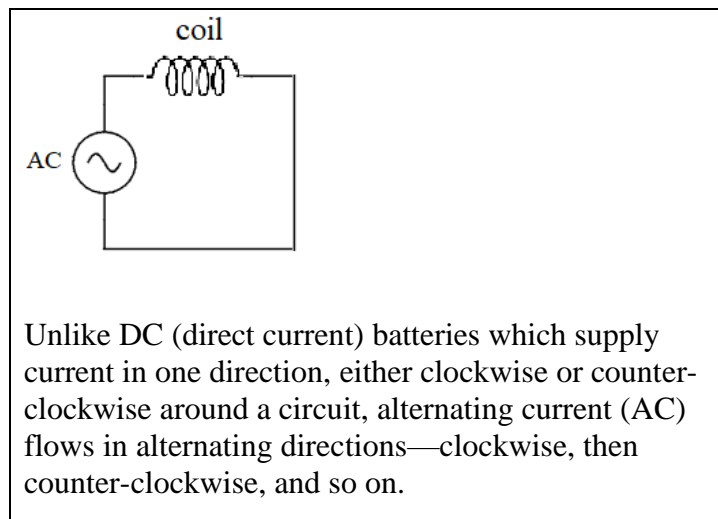 coil
AC
Unlike DC (direct current) batteries which supply
current in one direction, either clockwise or counter-
clockwise around a circuit, alternating current (AC)
flows in alternating directions—clockwise, then
counter-clockwise, and so on.